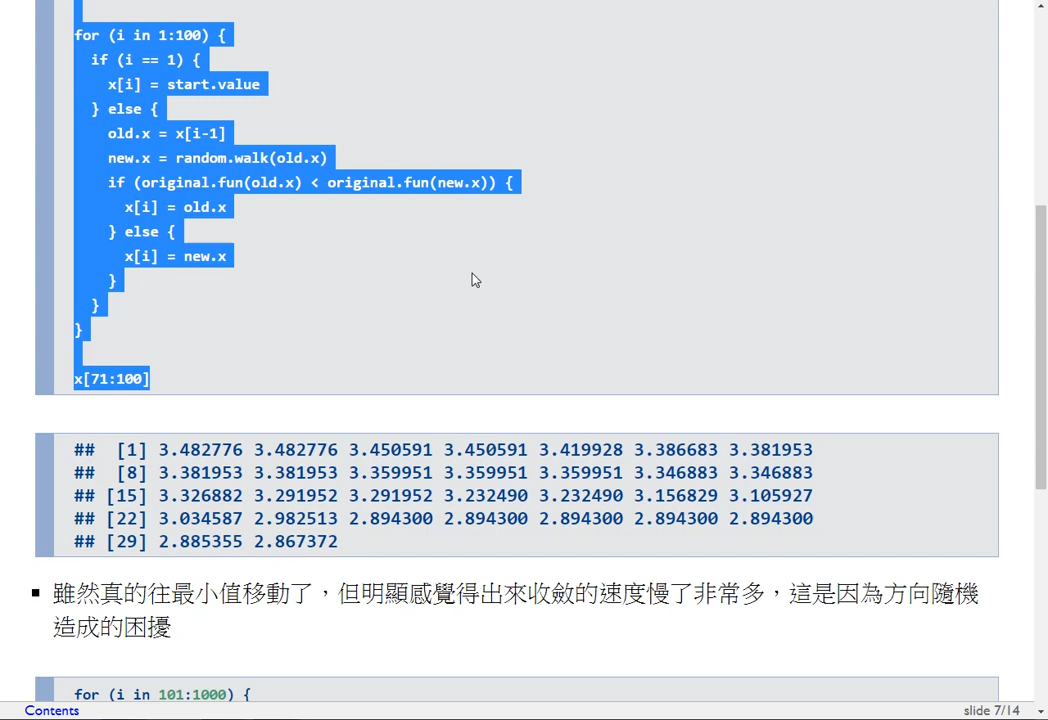 for (i in 1:100) {
if (i == 1) {
x[i] = start.value
} else {
old.x = x[i-1]
new.x = random.walk(old.x)
if (original.fun(old.x) < original.fun(new.x)) {
x[i] = old.x
} else {
x[i] = new.x
}
}
}
x[71:100]
## [1] 3.482776 3.482776 3.450591 3.450591 3.419928 3.386683 3.381953
## [8] 3.381953 3.381953 3.359951 3.359951 3.359951 3.346883 3.346883
## [15] 3.326882 3.291952 3.291952 3.232490 3.232490 3.156829 3.105927
## [22] 3.034587 2.982513 2.894300 2.894300 2.894300 2.894300 2.894300
## [29] 2.885355 2.867372
▪ 雖然真的往最小值移動了，但明顯感覺得出來收斂的速度慢了非常多，這是因為方向隨機
造成的困擾
for (i in 101:1000) {
Contents
slide 7/14